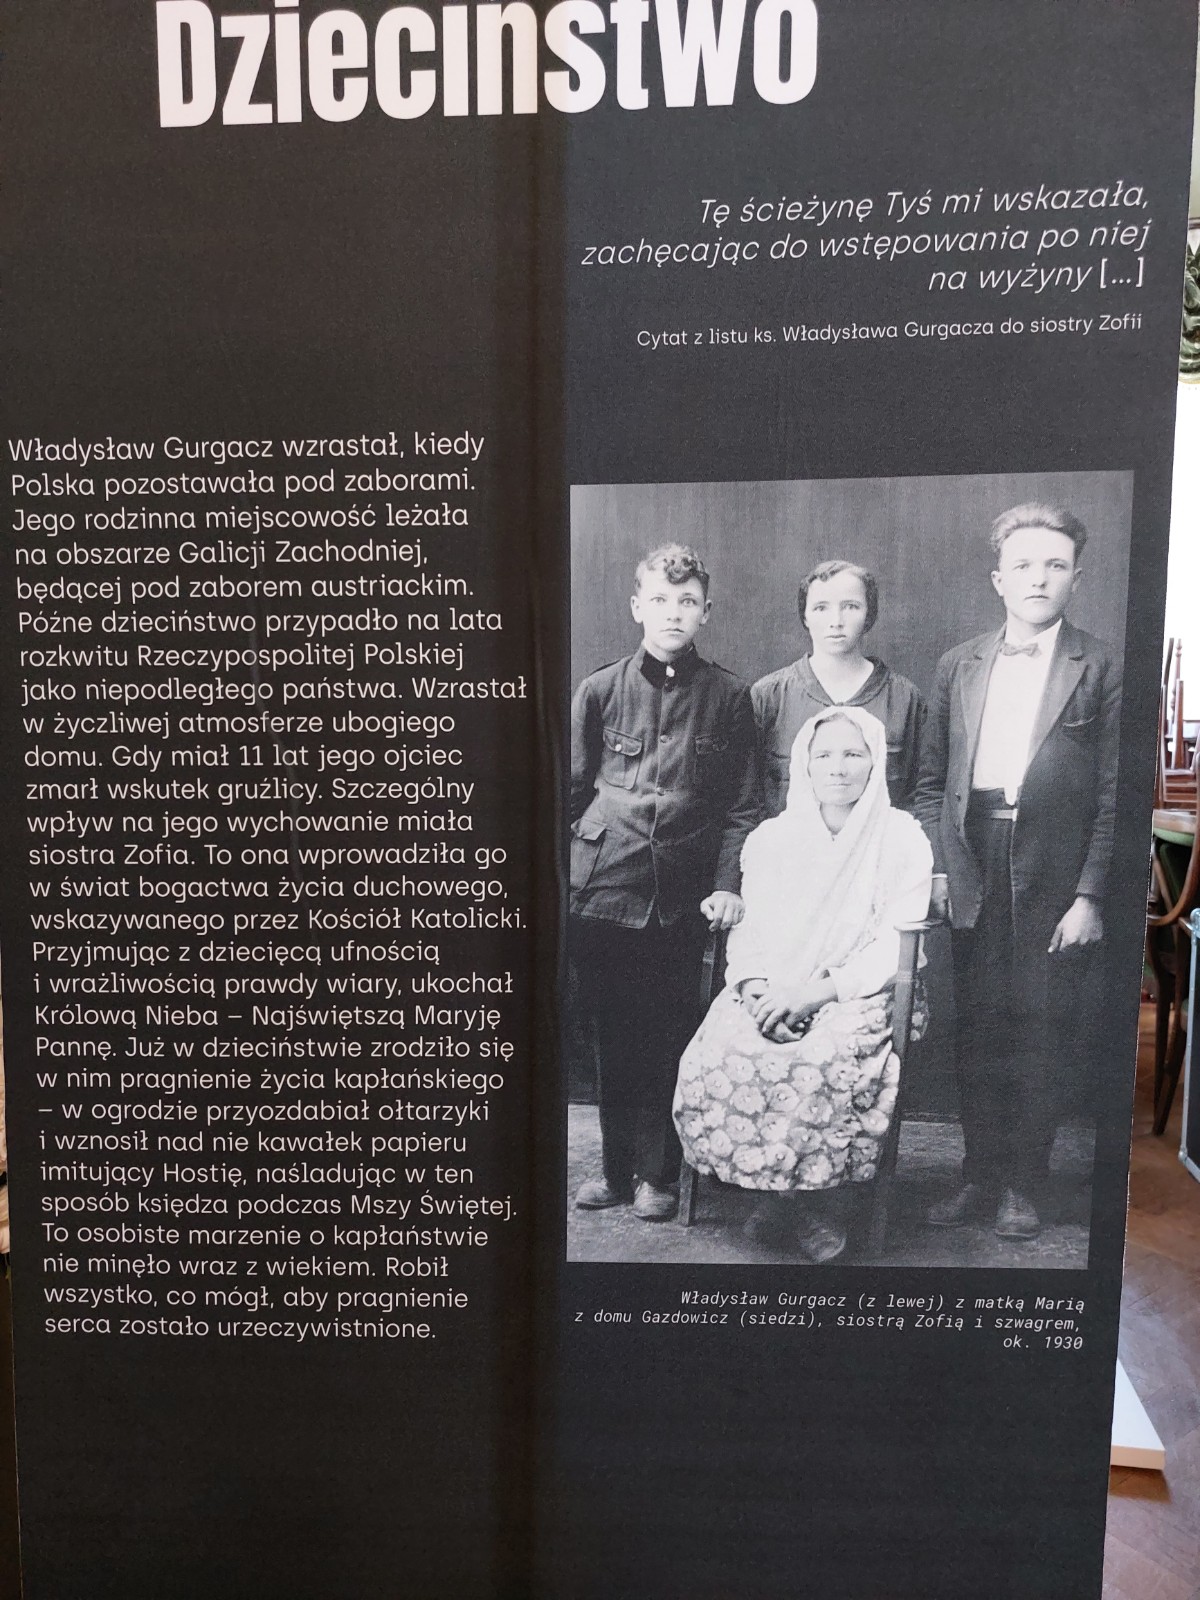 Dzieciństwo
Tę ścieżynę Tyś mi wskazała,
zachęcając do wstępowania po niej
na wyżyny [...]
Cytat z listu ks. Władysława Gurgacza do siostry Zofii
Władysław Gurgacz wzrastał, kiedy
Polska pozostawała pod zaborami.
Jego rodzinna miejscowość leżała
na obszarze Galicji Zachodniej,
będącej pod zaborem austriackim.
Późne dzieciństwo przypadło na lata
rozkwitu Rzeczypospolitej Polskiej
jako niepodległego państwa. Wzrastał
w życzliwej atmosferze ubogiego
domu. Gdy miał 11 lat jego ojciec
zmarł wskutek gruźlicy. Szczególny
wpływ na jego wychowanie miała
siostra Zofia. To ona wprowadziła go
w świat bogactwa życia duchowego,
wskazywanego przez Kościół Katolicki.
Przyjmując z dziecięcą ufnością
i wrażliwością prawdy wiary, ukochał
Królową Nieba – Najświętszą Maryję
Pannę. Już w dzieciństwie zrodziło się
w nim pragnienie życia kapłańskiego
– w ogrodzie przyozdabiał ołtarzyki
i wznosił nad nie kawałek papieru
imitujący Hostię, naśladując w ten
sposób księdza podczas Mszy Świętej.
To osobiste marzenie o kapłaństwie
nie minęło wraz z wiekiem. Robił
wszystko, co mógł, aby pragnienie
serca zostało urzeczywistnione.
Władysław Gurgacz (z lewej) z matką Marią
z domu Gazdowicz (siedzi), siostrą Zofią i szwagrem,
ok. 1930